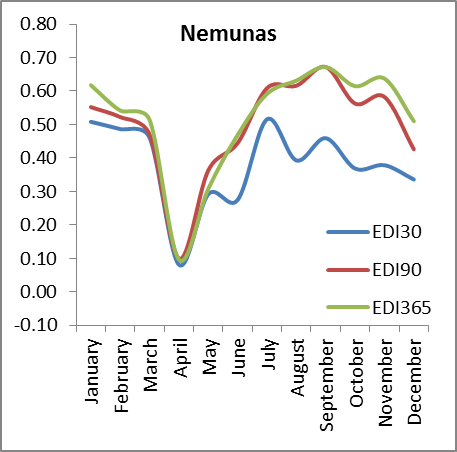 Nemunas
0.80
0.70
0.60
0.50
0.40
0.30
0.20
0.10
0.00
-0.10
EDI30
EDI90
EDI365
January
February
March
April
May
June
July
August
September
October
November
December